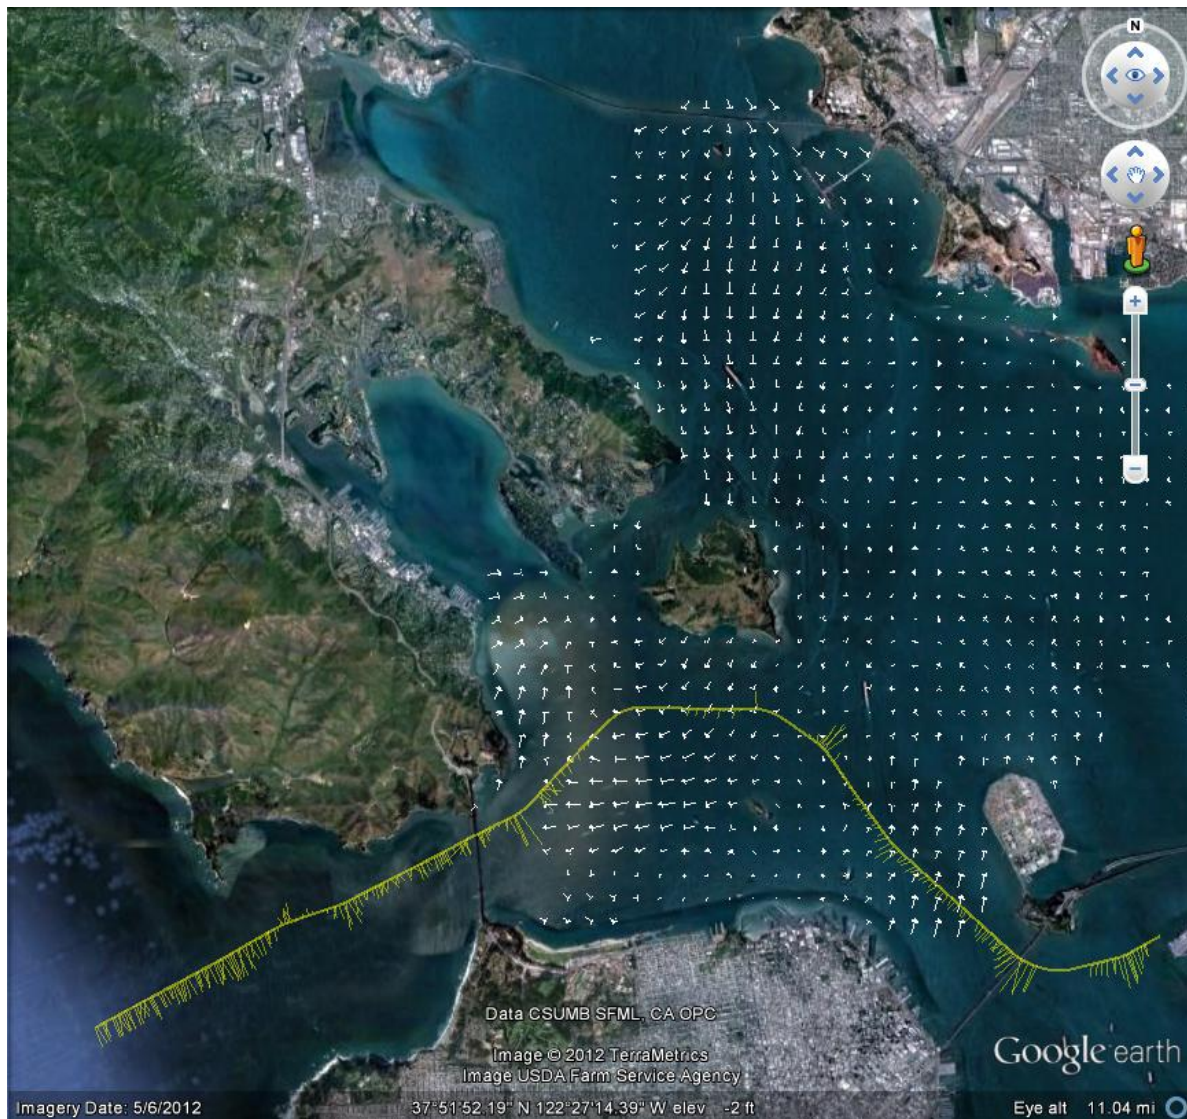 N
Data CSUMB SFML, CA OPC
Image © 2012 TerraMetrics
Image USDA Farm Service Agency
Google earth
Imagery Date: 5/6/2012 37°51'52.19" N 122°27'14.39" W elev -2 ft Eye alt 11.04 mi